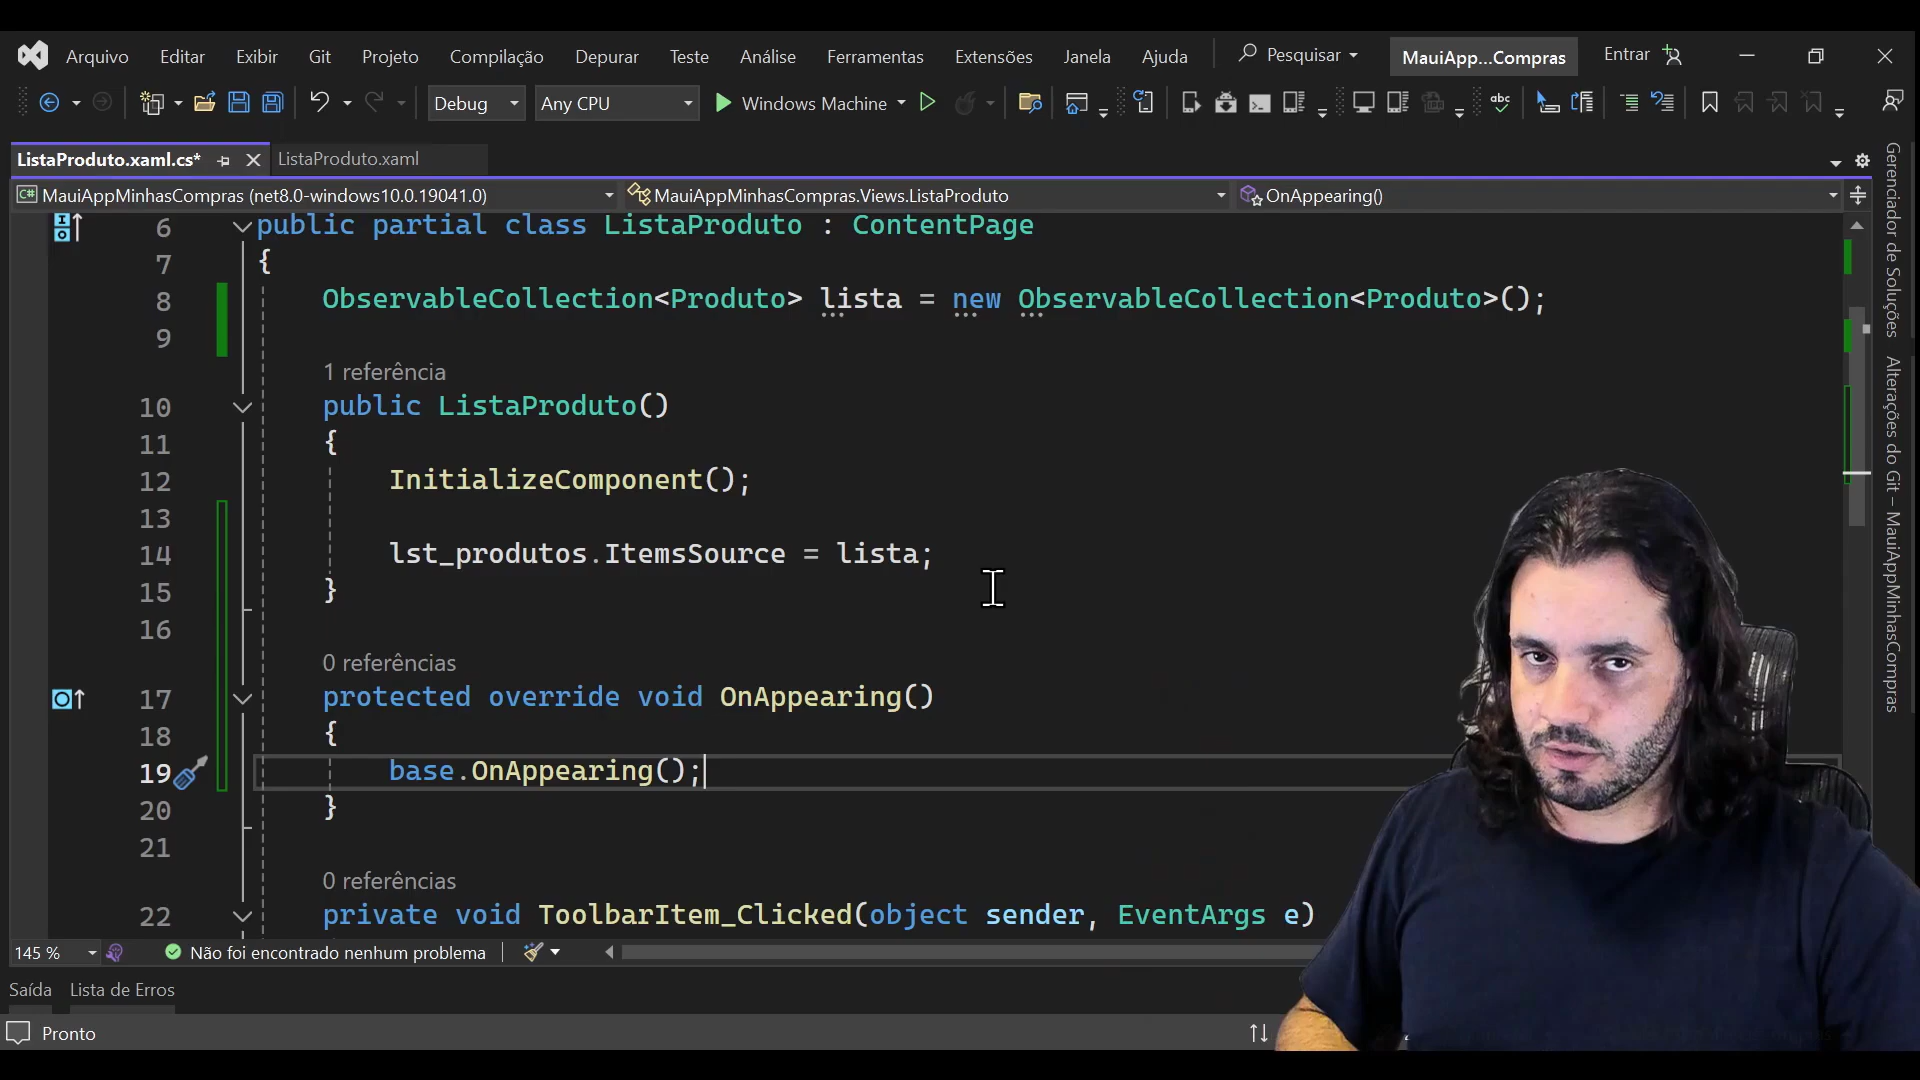 Arquivo Editar Exibir Git Projeto Compilação Depurar Teste Análise Ferramentas Extensões Janela Ajuda Pesquisar MauiApp...Compras Entrar
Debug Any CPU Windows Machine
ListaProduto.xaml.cs* ListaProduto.xaml
MauiAppMinhasCompras (net8.0-windows10.0.19041.0) MauiAppMinhasCompras.Views.ListaProduto OnAppearing()
6 public partial class ListaProduto : ContentPage
7 {
8 ObservableCollection<Produto> lista = new ObservableCollection<Produto>();
9
1 referência
10 public ListaProduto()
11 {
12 InitializeComponent();
13
14 lst_produtos.ItemsSource = lista;
15 }
16
0 referências
17 protected override void OnAppearing()
18 {
19 base.OnAppearing();
20 }
21
0 referências
22 private void ToolbarItem_Clicked(object sender, EventArgs e)
145 % Não foi encontrado nenhum problema
Saída Lista de Erros
Pronto
Gerenciador de Soluções
Alterações do Git – MauiAppMinhasCompras